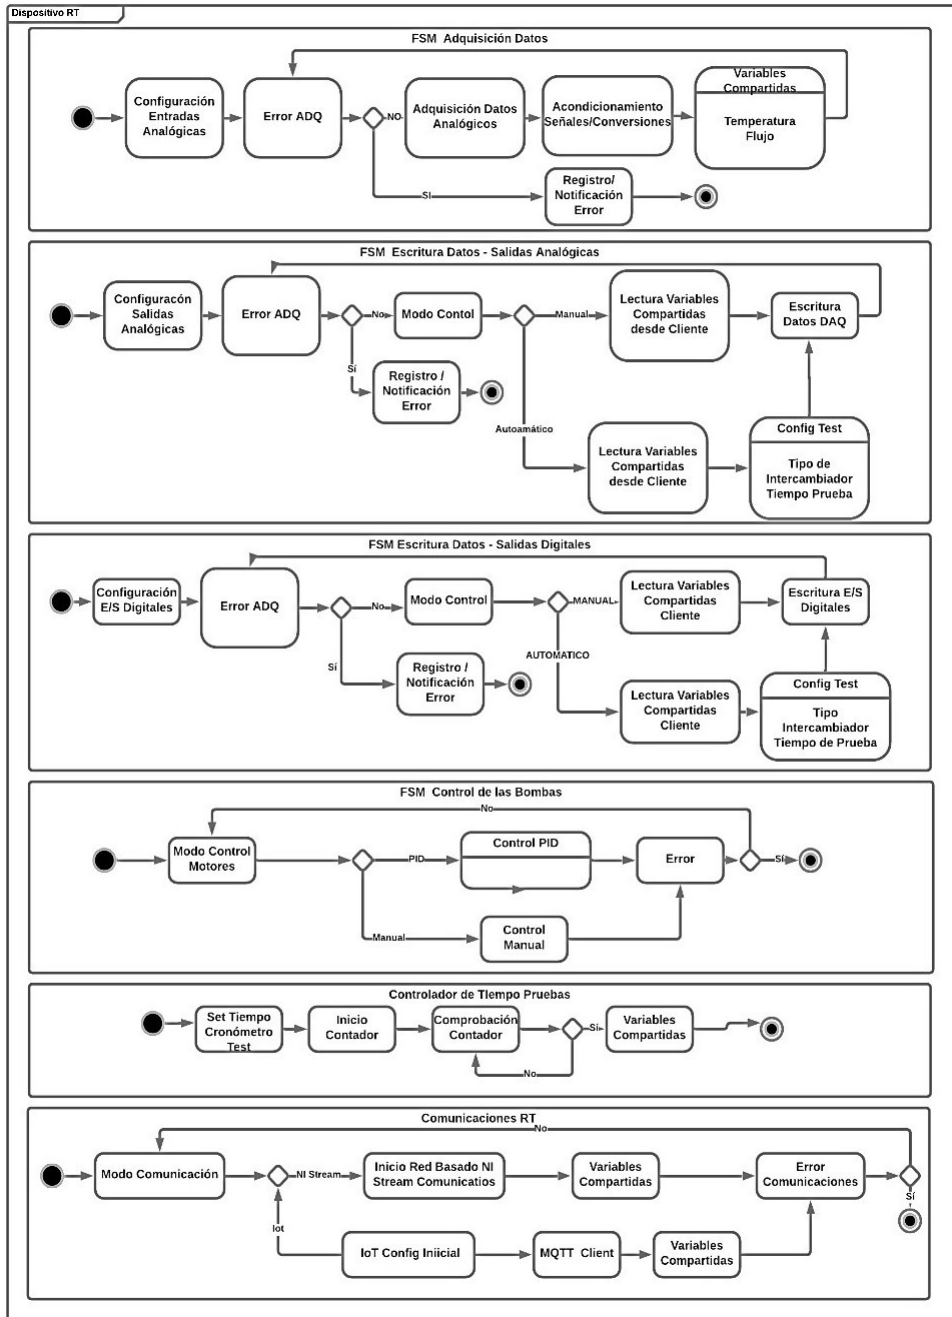 Dispositivo RT
FSM Adquisición Datos
Configuración
Entradas
Analógicas
Error ADQ
NO
Adquisición Datos
Analógicos
Acondicionamiento
Señales/Conversiones
Variables
Compartidas
Temperatura
Flujo
SI
Registro/
Notificación
Error
FSM Escritura Datos - Salidas Analógicas
Configuracón
Salidas
Analógicas
Error ADQ
No
Modo Contol
Manual
Lectura Variables
Compartidas
desde Cliente
Escritura
Datos DAQ
Sí
Registro /
Notificación
Error
Autoamático
Lectura Variables
Compartidas
desde Cliente
Config Test
Tipo de
Intercambiador
Tiempo Prueba
FSM Escritura Datos - Salidas Digitales
Configuración
E/S Digitales
Error ADQ
No
Modo Control
MANUAL
Lectura Variables
Compartidas
Cliente
Escritura E/S
Digitales
Sí
Registro /
Notificación
Error
AUTOMATICO
Lectura Variables
Compartidas
Cliente
Config Test
Tipo
Intercambiador
Tiempo de Prueba
FSM Control de las Bombas
No
Modo Control
Motores
PID
Control PID
Error
Sí
Manual
Control
Manual
Controlador de TIempo Pruebas
Set Tiempo
Cronómetro
Test
Inicio
Contador
Comprobación
Contador
Si
Variables
Compartidas
No
Comunicaciones RT
No
Modo Comunicación
NI Stream
Inicio Red Basado NI
Stream Comunicatios
Variables
Compartidas
Error
Comunicaciones
Sí
Iot
IoT Config Iniicial
MQTT Client
Variables
Compartidas